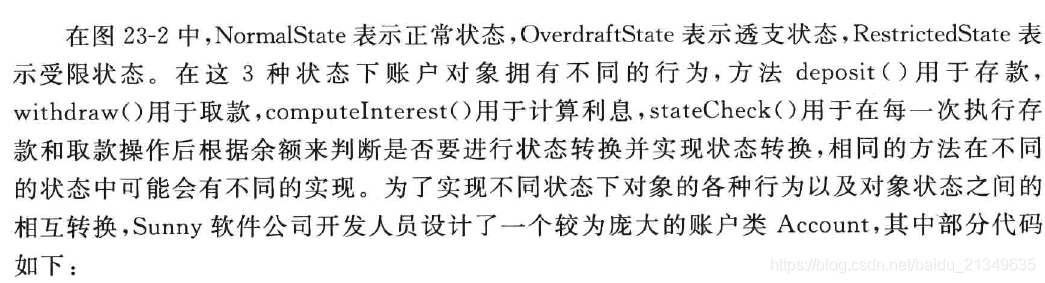 在图 23-2 中,NormalState 表示正常状态,OverdraftState 表示透支状态,RestrictedState 表
示受限状态。在这 3 种状态下账户对象拥有不同的行为,方法 deposit()用于存款,
withdraw()用于取款,computeInterest()用于计算利息,stateCheck()用于在每一次执行存
款和取款操作后根据余额来判断是否要进行状态转换并实现状态转换,相同的方法在不同
的状态中可能会有不同的实现。为了实现不同状态下对象的各种行为以及对象状态之间的
相互转换,Sunny 软件公司开发人员设计了一个较为庞大的账户类 Account,其中部分代码
如下:
https://blog.csdn.net/baidu_21349635